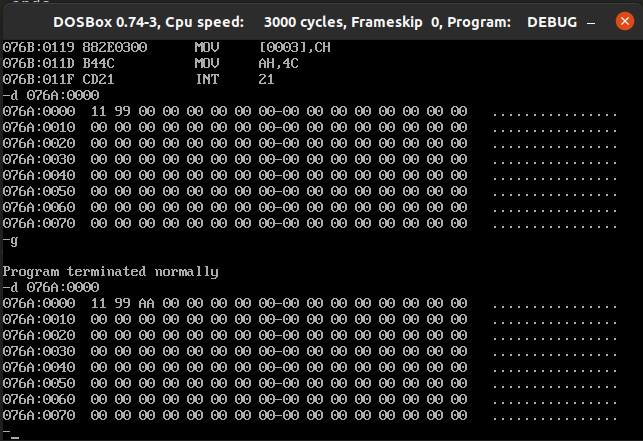 DOSBox 0.74-3, Cpu speed: 3000 cycles, Frameskip 0, Program: DEBUG
076B:0119 882E0300 MOV [0003],CH
076B:011D B44C MOV AH,4C
076B:011F CD21 INT 21
-d 076A:0000
076A:0000 11 99 00 00 00 00 00 00-00 00 00 00 00 00 00 00 ................
076A:0010 00 00 00 00 00 00 00 00-00 00 00 00 00 00 00 00 ................
076A:0020 00 00 00 00 00 00 00 00-00 00 00 00 00 00 00 00 ................
076A:0030 00 00 00 00 00 00 00 00-00 00 00 00 00 00 00 00 ................
076A:0040 00 00 00 00 00 00 00 00-00 00 00 00 00 00 00 00 ................
076A:0050 00 00 00 00 00 00 00 00-00 00 00 00 00 00 00 00 ................
076A:0060 00 00 00 00 00 00 00 00-00 00 00 00 00 00 00 00 ................
076A:0070 00 00 00 00 00 00 00 00-00 00 00 00 00 00 00 00 ................
-g
Program terminated normally
-d 076A:0000
076A:0000 11 99 AA 00 00 00 00 00-00 00 00 00 00 00 00 00 ................
076A:0010 00 00 00 00 00 00 00 00-00 00 00 00 00 00 00 00 ................
076A:0020 00 00 00 00 00 00 00 00-00 00 00 00 00 00 00 00 ................
076A:0030 00 00 00 00 00 00 00 00-00 00 00 00 00 00 00 00 ................
076A:0040 00 00 00 00 00 00 00 00-00 00 00 00 00 00 00 00 ................
076A:0050 00 00 00 00 00 00 00 00-00 00 00 00 00 00 00 00 ................
076A:0060 00 00 00 00 00 00 00 00-00 00 00 00 00 00 00 00 ................
076A:0070 00 00 00 00 00 00 00 00-00 00 00 00 00 00 00 00 ................
-_